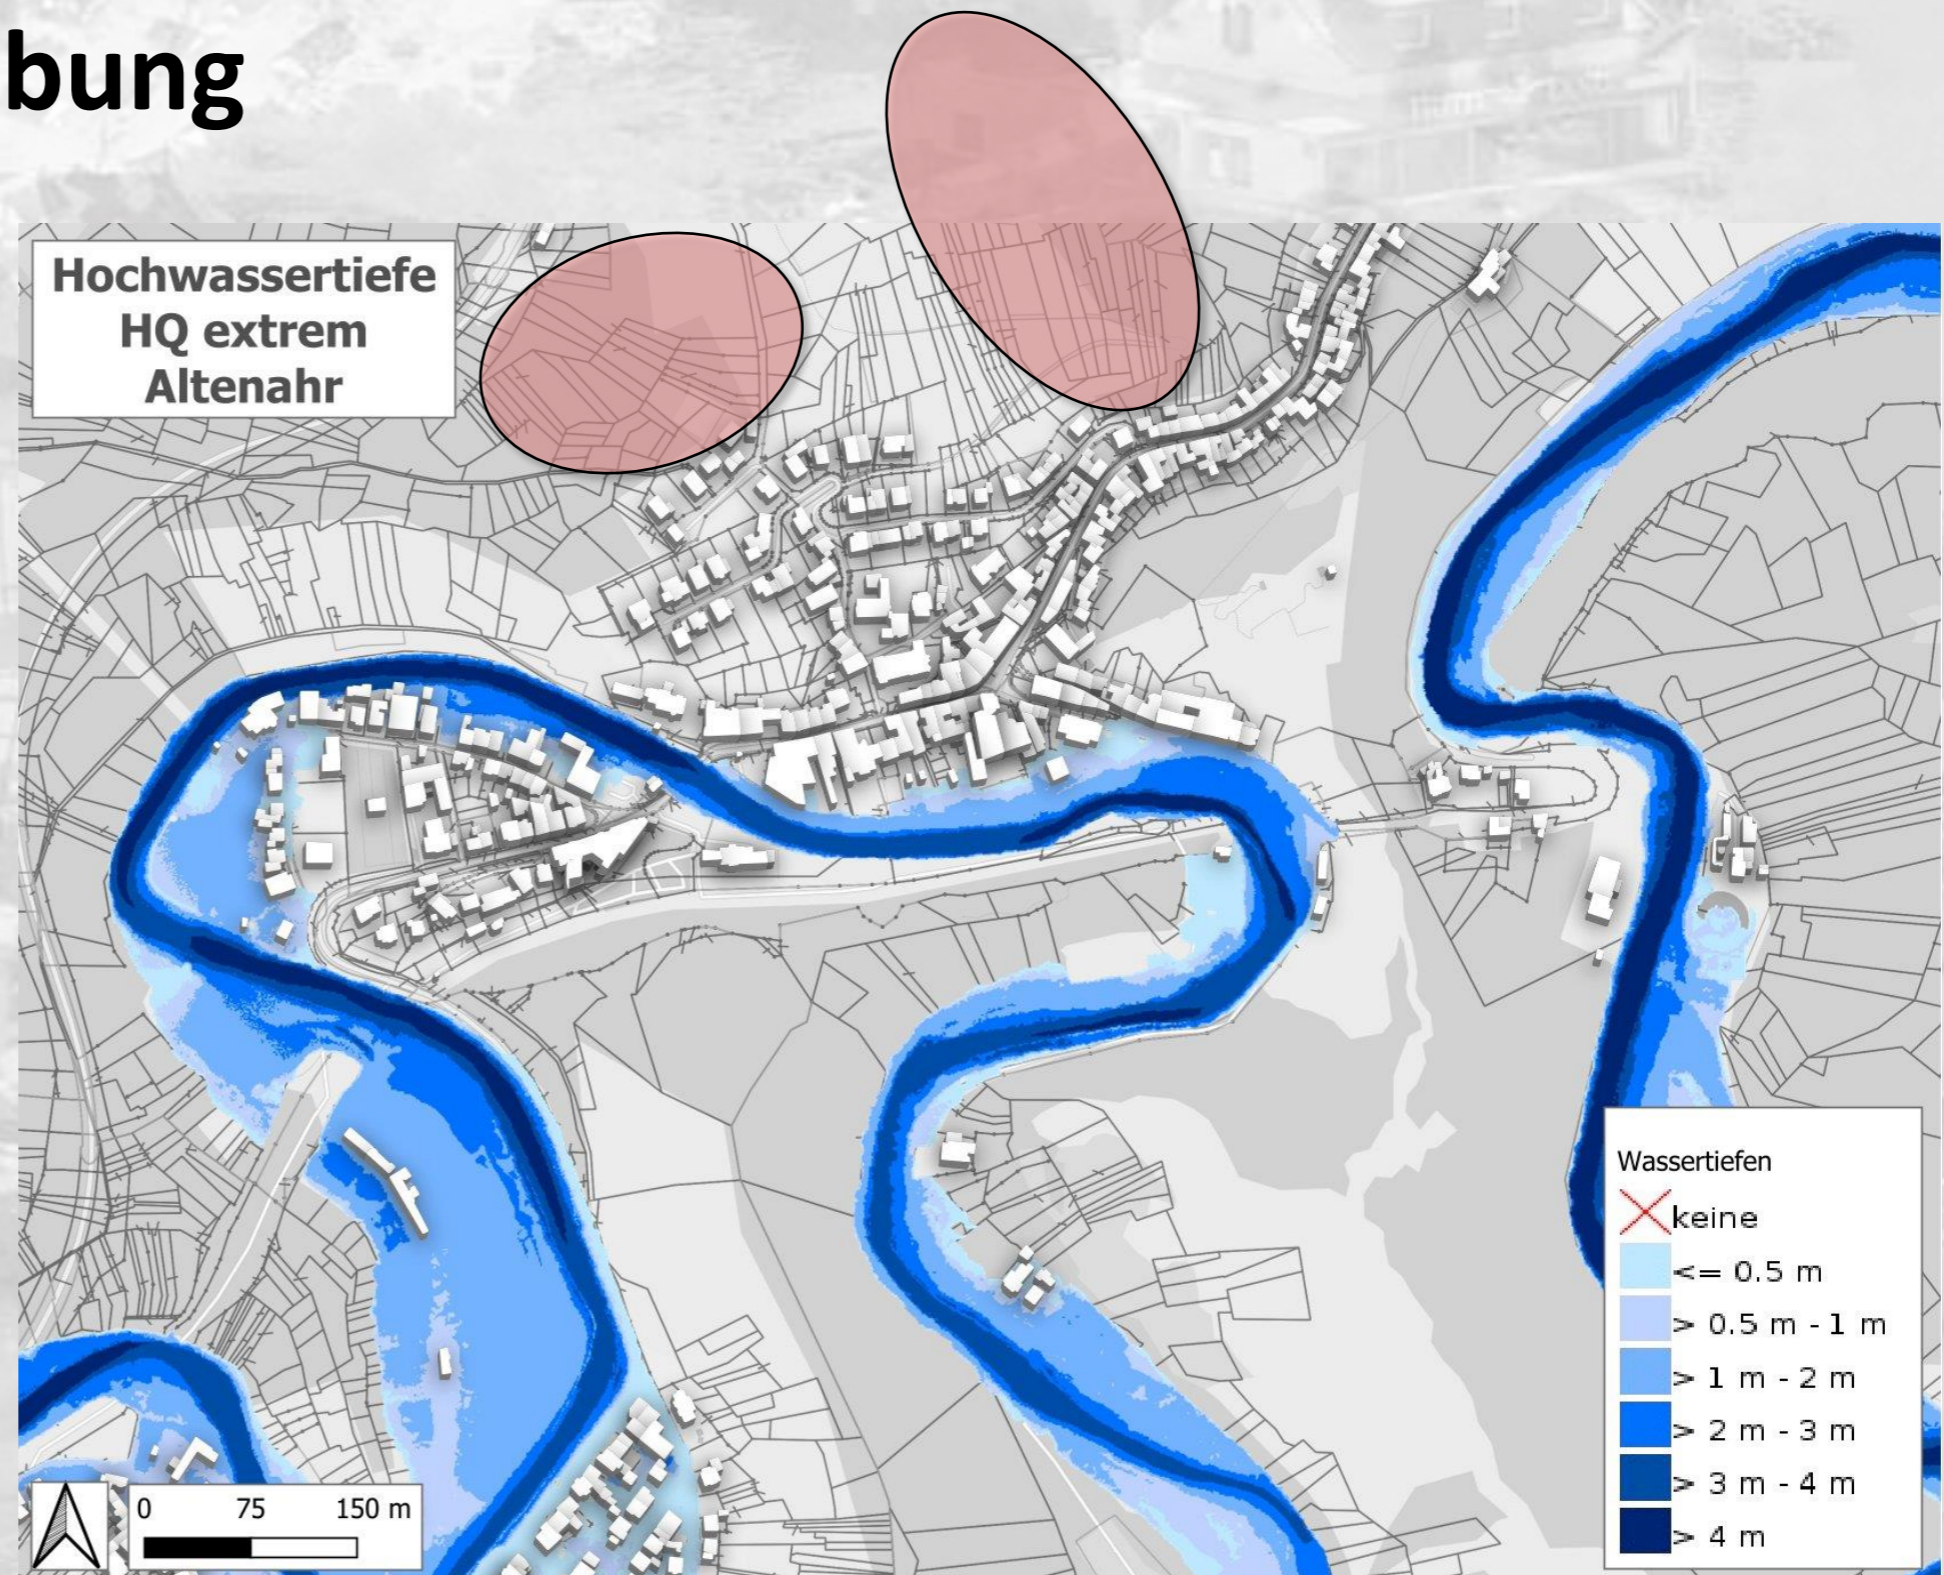 bung
Hochwassertiefe
HQ extrem
Altenahr
Wassertiefen
keine
<= 0.5 m
> 0.5 m - 1 m
> 1 m - 2 m
> 2 m - 3 m
> 3 m - 4 m
> 4 m
0 75 150 m